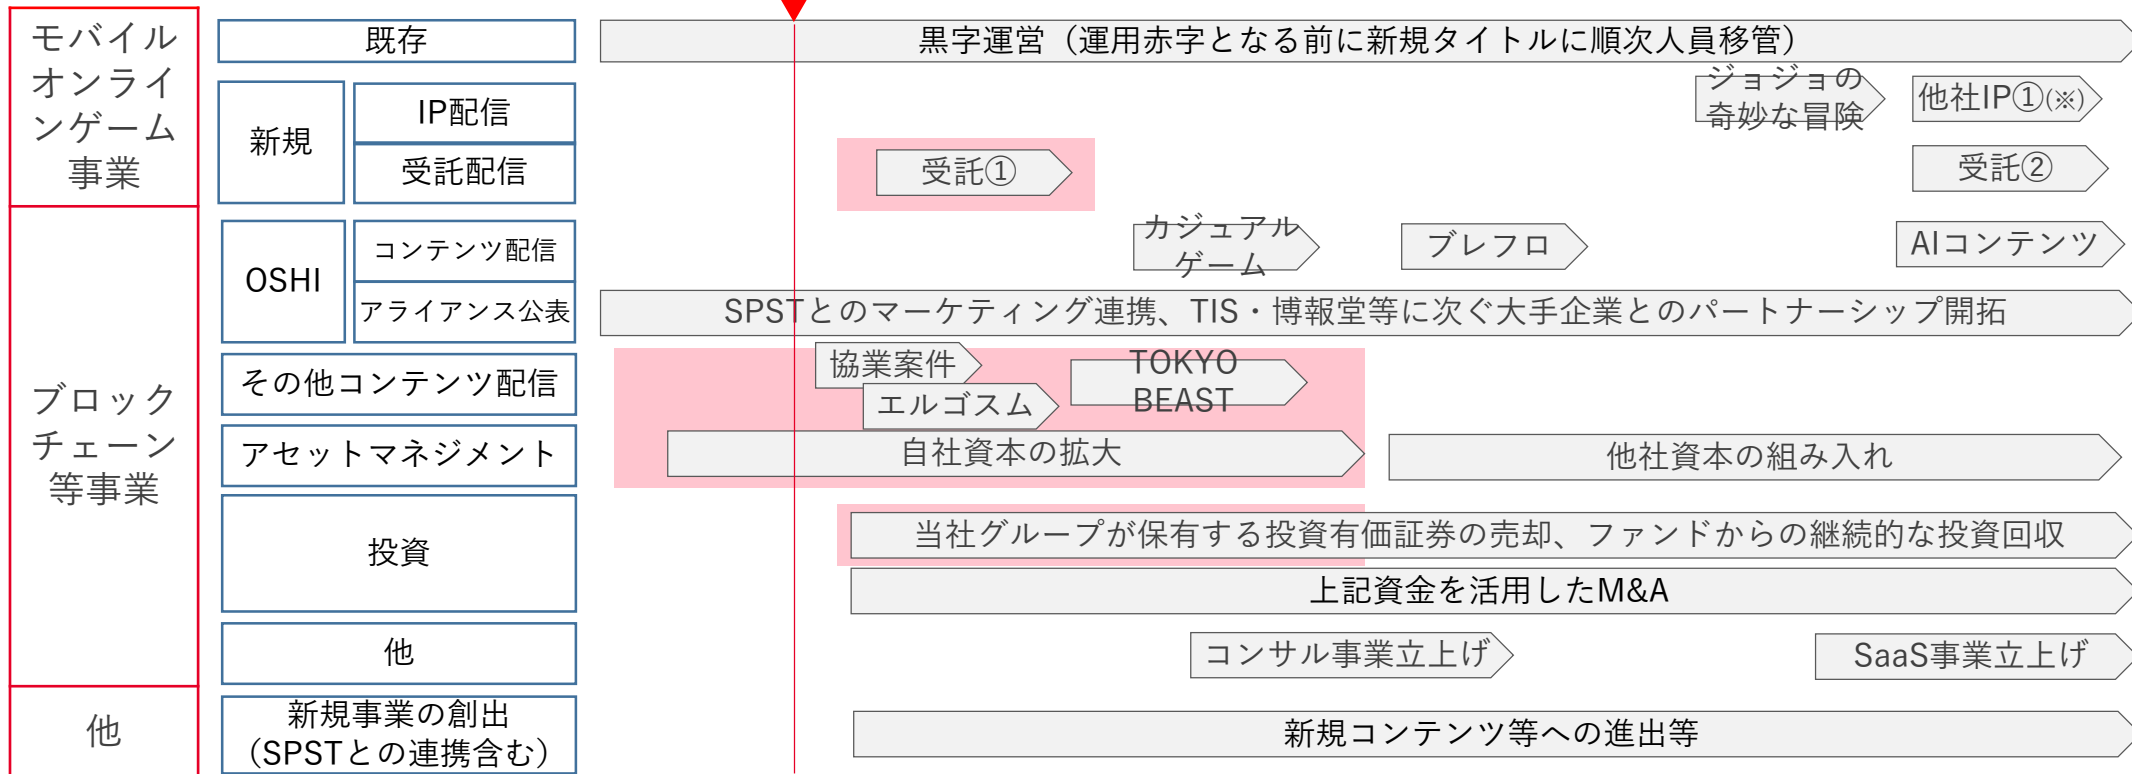 モバイル
オンライ
ンゲーム
事業
既存
黒字運営（運用赤字となる前に新規タイトルに順次人員移管）
新規
IP配信
ジョジョの
奇妙な冒険
他社IP①(※)
受託配信
受託①
受託②
ブロック
チェーン
等事業
OSHI
コンテンツ配信
カジュアル
ゲーム
ブレフロ
AIコンテンツ
アライアンス公表
SPSTとのマーケティング連携、TIS・博報堂等に次ぐ大手企業とのパートナーシップ開拓
その他コンテンツ配信
協業案件
エルゴスム
TOKYO
BEAST
アセットマネジメント
自社資本の拡大
他社資本の組み入れ
投資
当社グループが保有する投資有価証券の売却、ファンドからの継続的な投資回収
上記資金を活用したM&A
他
コンサル事業立上げ
SaaS事業立上げ
他
新規事業の創出
（SPSTとの連携含む）
新規コンテンツ等への進出等